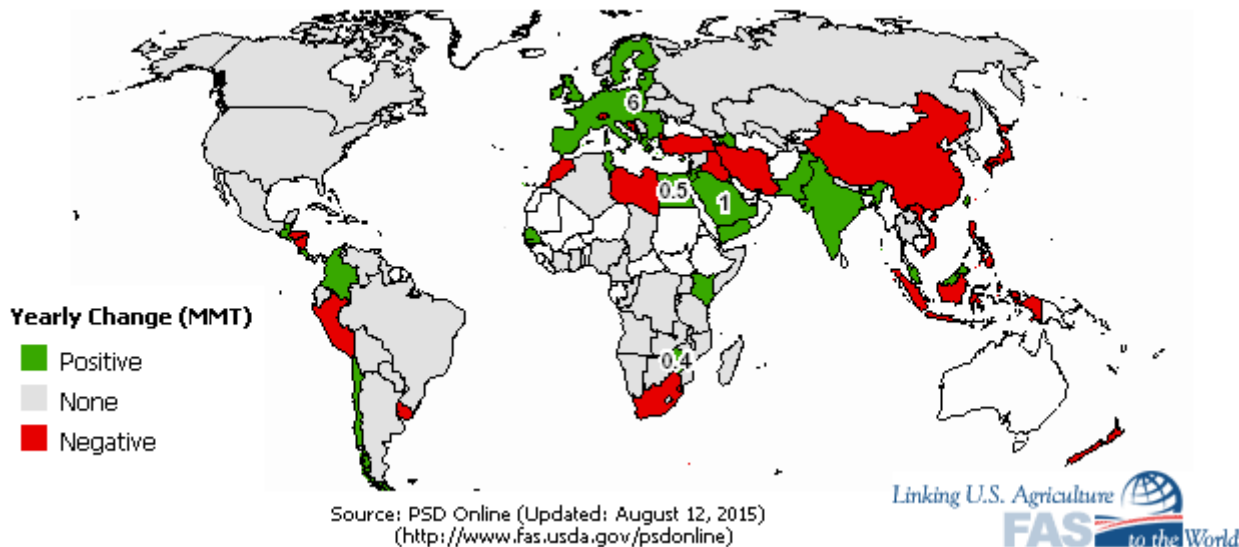 6
0.5
1
0.4
Yearly Change (MMT)
Positive
None
Negative
Source: PSD Online (Updated: August 12, 2015)
(http://www.fas.usda.gov/psdonline)
Linking U.S. Agriculture
FAS
to the World